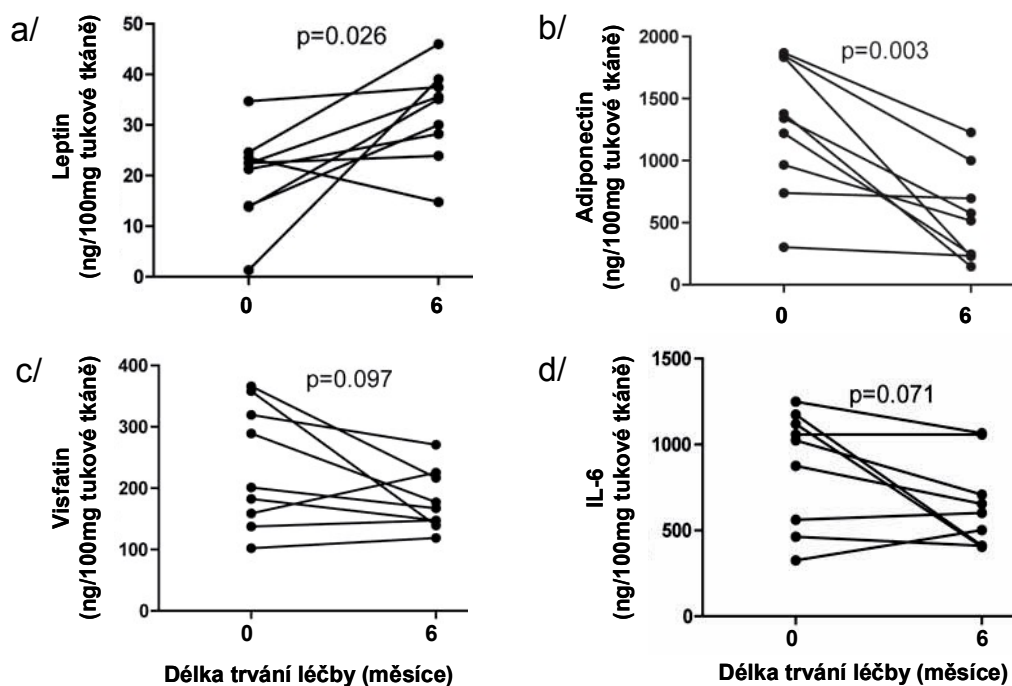 a/
p=0.026
Leptin
(ng/100mg tukové tkáně)
50
40
30
20
10
0
0
6
b/
p=0.003
Adiponectin
(ng/100mg tukové tkáně)
2000
1500
1000
500
0
0
6
c/
p=0.097
Visfatin
(ng/100mg tukové tkáně)
400
300
200
100
0
0
6
Délka trvání léčby (měsíce)
d/
p=0.071
IL-6
(ng/100mg tukové tkáně)
1500
1000
500
0
0
6
Délka trvání léčby (měsíce)